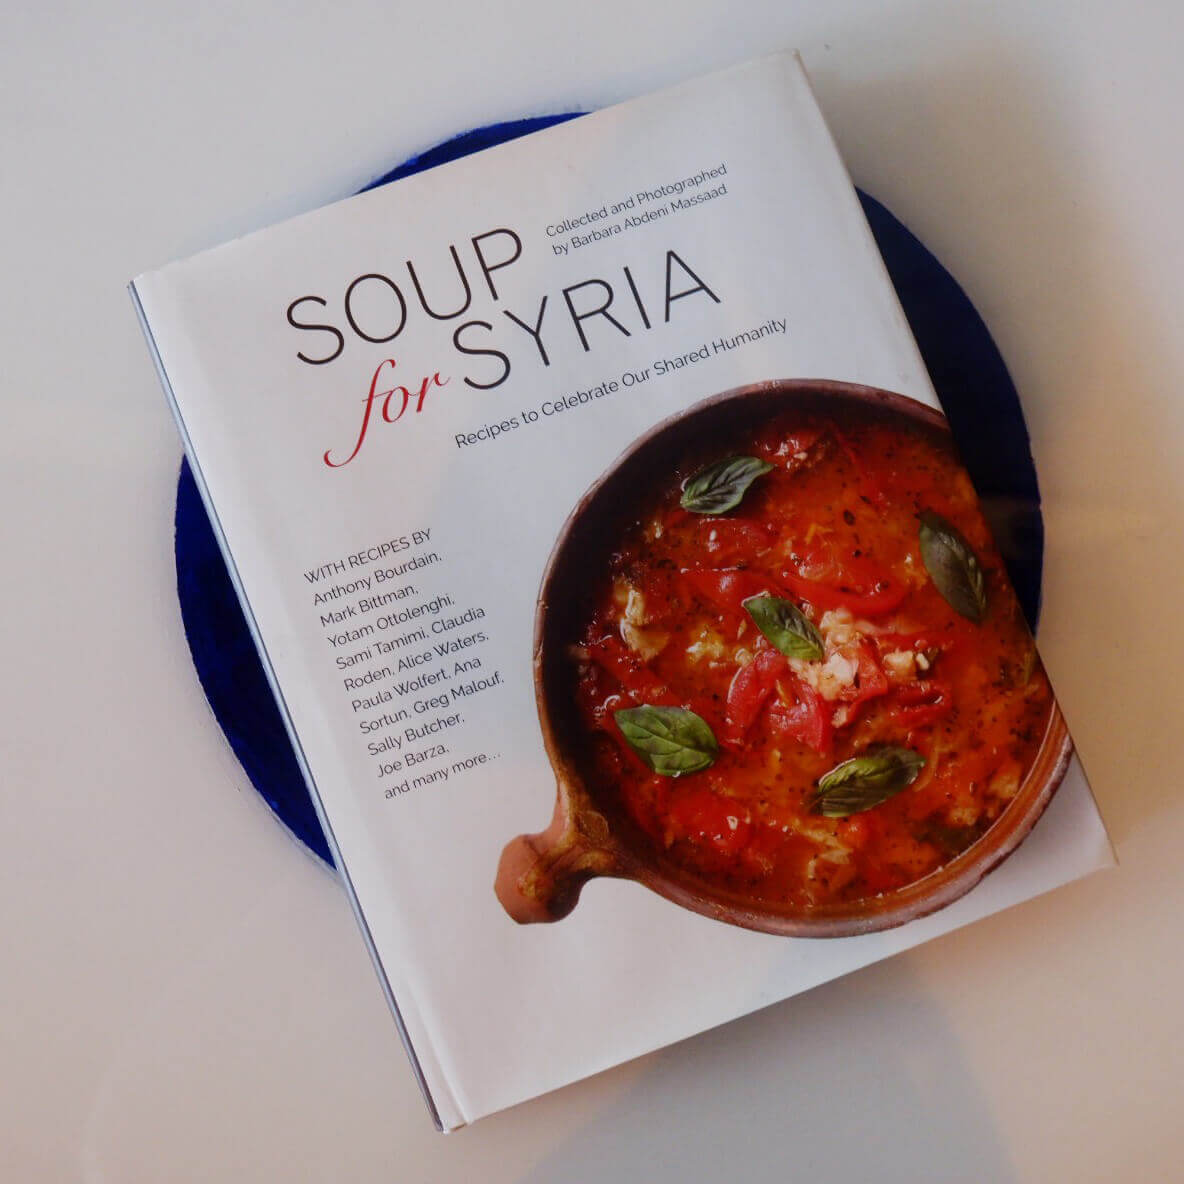 SOUP
for SYRIA
Collected and Photographed
by Barbara Abdeni Massaad
Recipes to Celebrate Our Shared Humanity
WITH RECIPES BY
Anthony Bourdain,
Mark Bittman,
Yotam Ottolenghi,
Sami Tamimi, Claudia
Roden, Alice Waters,
Paula Wolfert, Ana
Sortun, Greg Malouf,
Sally Butcher,
Joe Barza,
and many more...